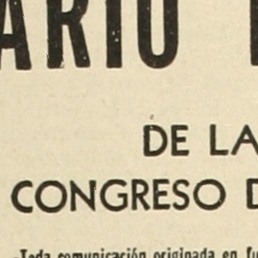 ARIO
DE LA
CONGRESO D
-Toda comunicación originada en